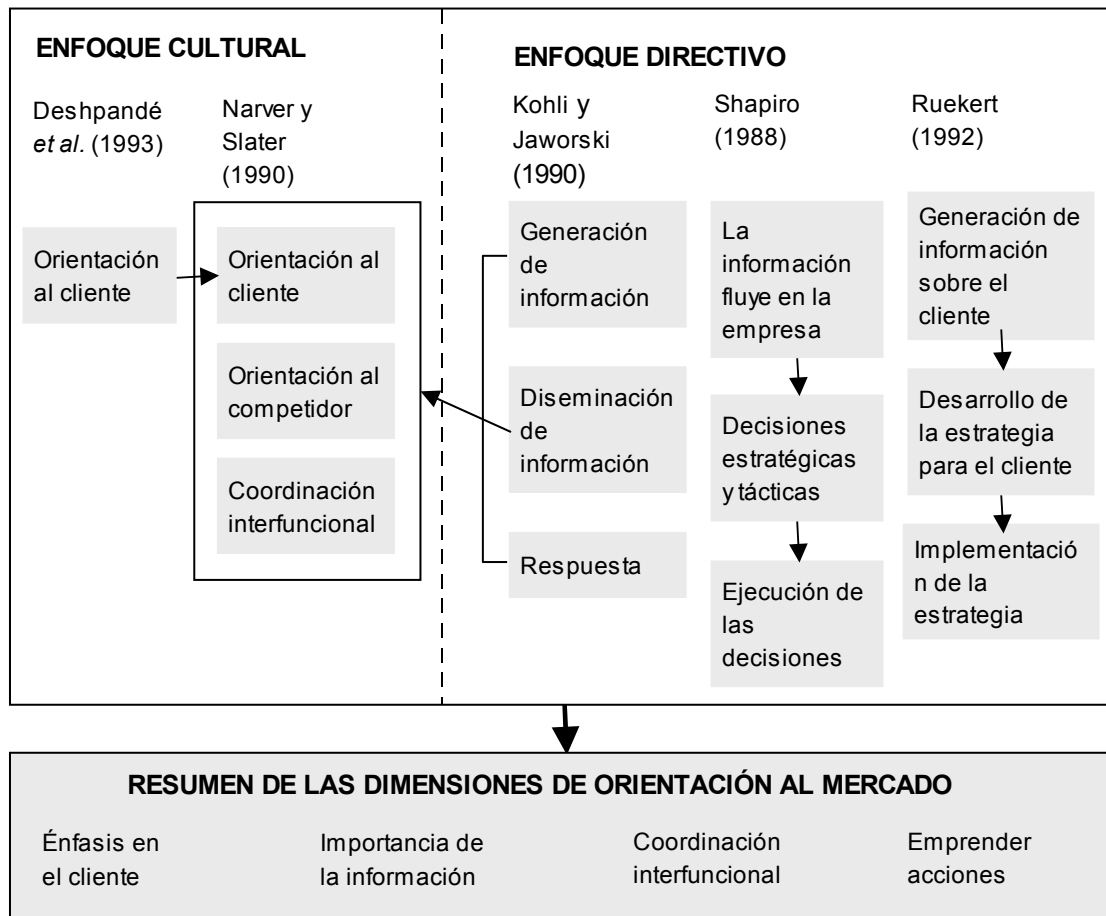 ENFOQUE CULTURAL
Deshpandé
et al. (1993)
Narver y
Slater
(1990)
Orientación
al cliente
Orientación al
cliente
Orientación al
competidor
Coordinación
interfuncional
ENFOQUE DIRECTIVO
Kohli y
Jaworski
(1990)
Generación
de
información
Diseminación
de
información
Respuesta
Shapiro
(1988)
La
información
fluye en la
empresa
Decisiones
estratégicas
y tácticas
Ejecución de
las
decisiones
Ruekert
(1992)
Generación de
información
sobre el
cliente
Desarrollo de
la estrategia
para el cliente
Implementació
n de la
estrategia
RESUMEN DE LAS DIMENSIONES DE ORIENTACIÓN AL MERCADO
Énfasis en
el cliente
Importancia de
la información
Coordinación
interfuncional
Emprender
acciones